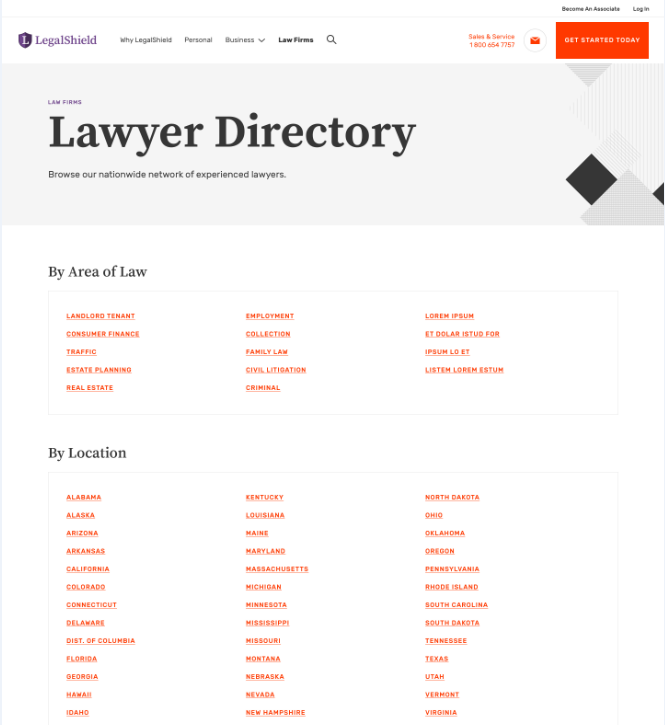 Become An Associate Log In
LegalShield Why LegalShield Personal Business Law Firms Sales & Service GET STARTED TODAY
1 800 654 7757
LAW FIRMS
Lawyer Directory
Browse our nationwide network of experienced lawyers.
By Area of Law
LANDLORD TENANT EMPLOYMENT LOREM IPSUM
CONSUMER FINANCE COLLECTION ET DOLAR ISTUD FOR
TRAFFIC FAMILY LAW IPSUM LO ET
ESTATE PLANNING CIVIL LITIGATION LISTEM LOREM ESTUM
REAL ESTATE CRIMINAL
By Location
ALABAMA KENTUCKY NORTH DAKOTA
ALASKA LOUISIANA OHIO
ARIZONA MAINE OKLAHOMA
ARKANSAS MARYLAND OREGON
CALIFORNIA MASSACHUSETTS PENNSYLVANIA
COLORADO MICHIGAN RHODE ISLAND
CONNECTICUT MINNESOTA SOUTH CAROLINA
DELAWARE MISSISSIPPI SOUTH DAKOTA
DIST. OF COLUMBIA MISSOURI TENNESSEE
FLORIDA MONTANA TEXAS
GEORGIA NEBRASKA UTAH
HAWAII NEVADA VERMONT
IDAHO NEW HAMPSHIRE VIRGINIA